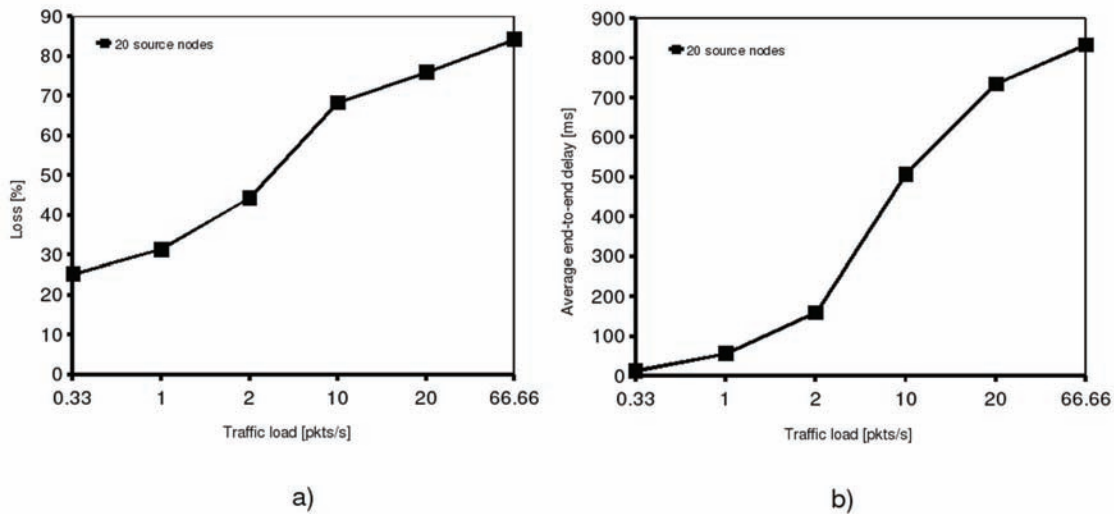 90
80
70
60
50
40
30
20
10
0
Loss [%]
20 source nodes
0.33 1 2 10 20 66.66
Traffic load [pkts/s]
a)
900
800
700
600
500
400
300
200
100
0
Average end-to-end delay [ms]
20 source nodes
0.33 1 2 10 20 66.66
Traffic load [pkts/s]
b)